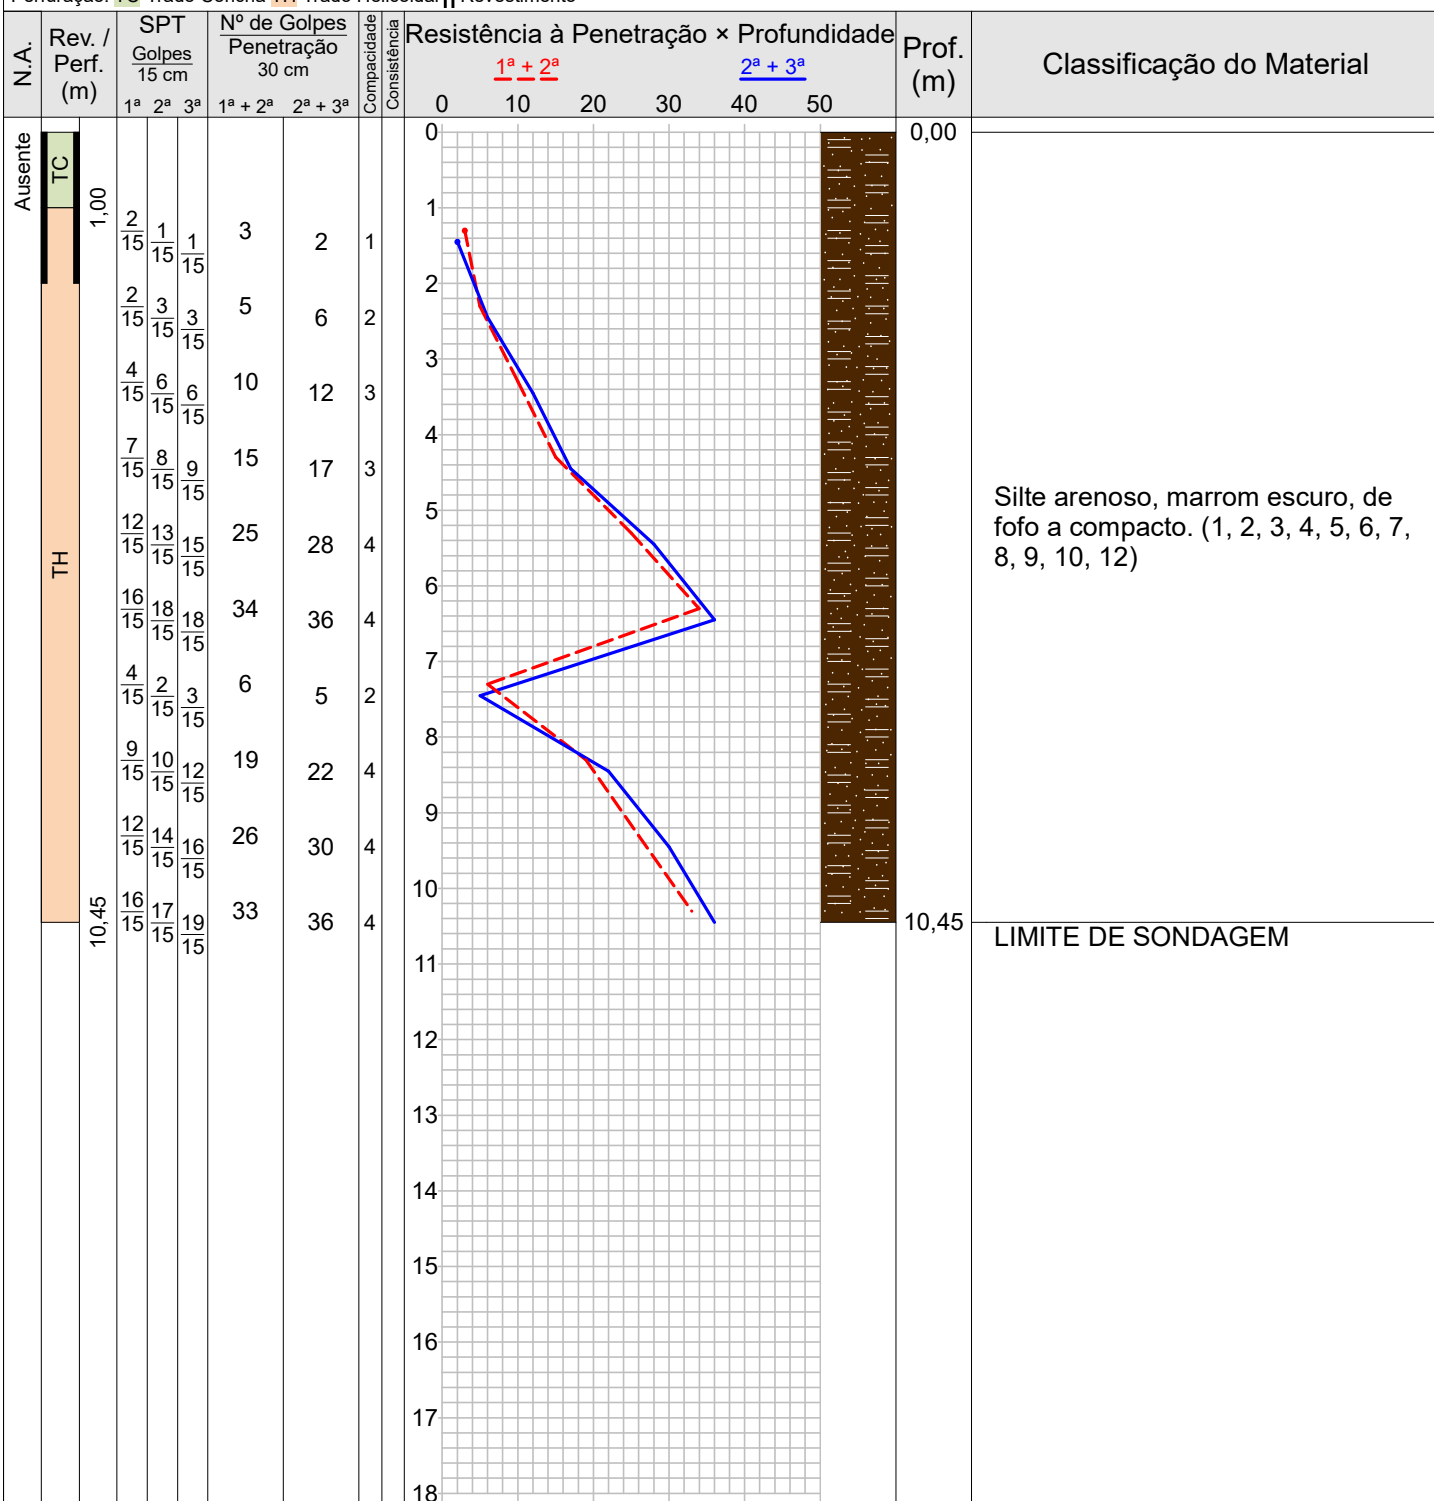 Perfuração: TC Trado Concha TH Trado Helicoidal || Revestimento
N.A.
Rev. / Perf. (m)
SPT
Golpes
15 cm
1ª 2ª 3ª
Nº de Golpes
Penetração
30 cm
1ª + 2ª 2ª + 3ª
Compacidade
Consistência
Resistência à Penetração × Profundidade
1ª + 2ª 2ª + 3ª
0 10 20 30 40 50
Prof. (m)
Classificação do Material
Ausente
TC
1,00
TH
10,45
2/15 1/15 1/15 3 2 1
2/15 3/15 3/15 5 6 2
4/15 6/15 6/15 10 12 3
7/15 8/15 9/15 15 17 3
12/15 13/15 15/15 25 28 4
16/15 18/15 18/15 34 36 4
4/15 2/15 3/15 6 5 2
9/15 10/15 12/15 19 22 4
12/15 14/15 16/15 26 30 4
16/15 17/15 19/15 33 36 4
0
1
2
3
4
5
6
7
8
9
10
11
12
13
14
15
16
17
18
0,00
10,45
Silte arenoso, marrom escuro, de
fofo a compacto. (1, 2, 3, 4, 5, 6, 7,
8, 9, 10, 12)
LIMITE DE SONDAGEM